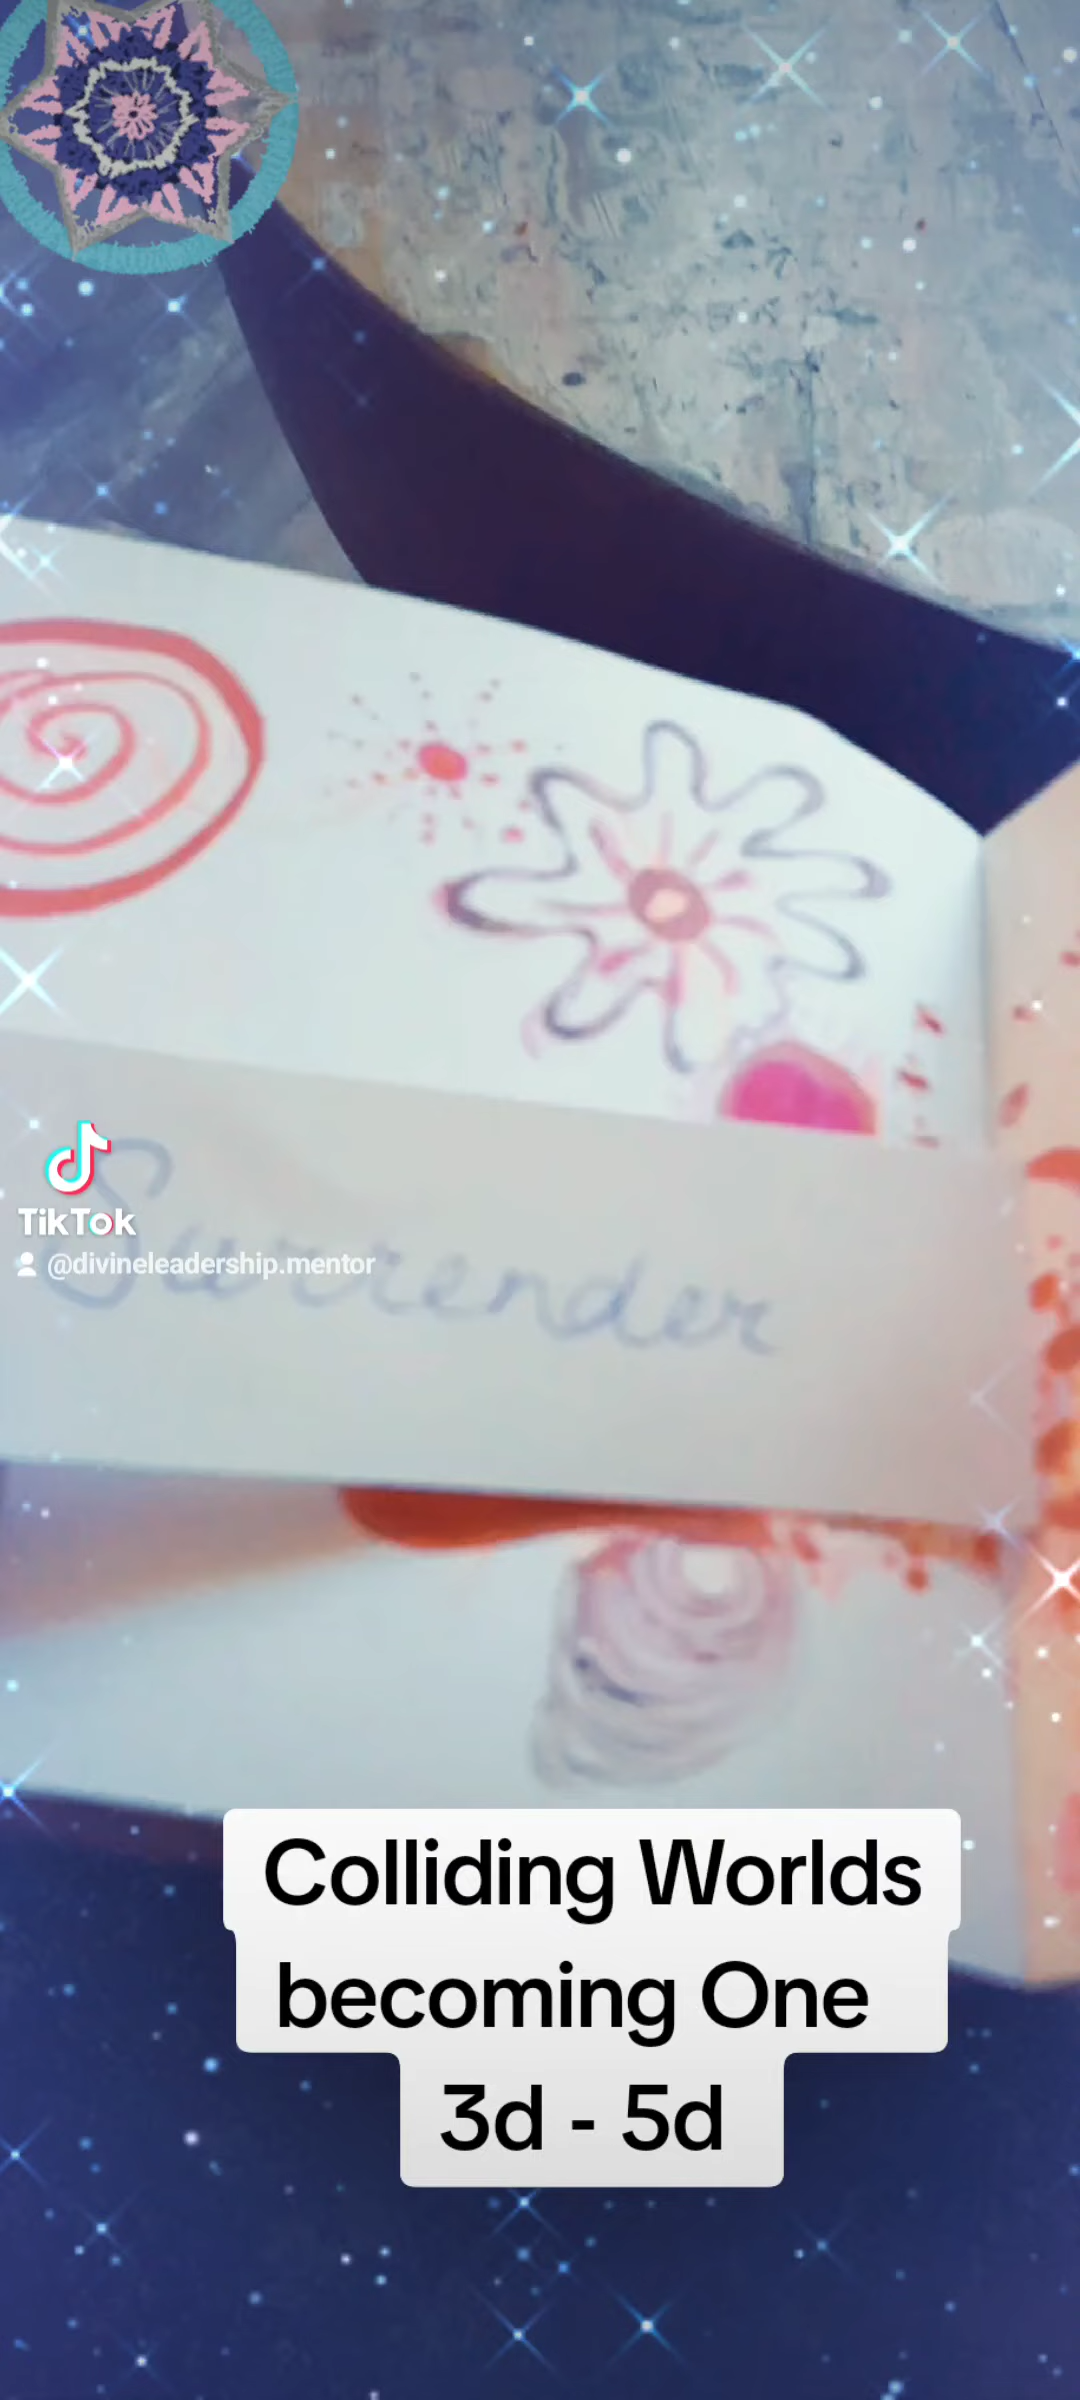 TikTok
@divineleadership.mentor
Surrender
Colliding Worlds
becoming One
3d - 5d